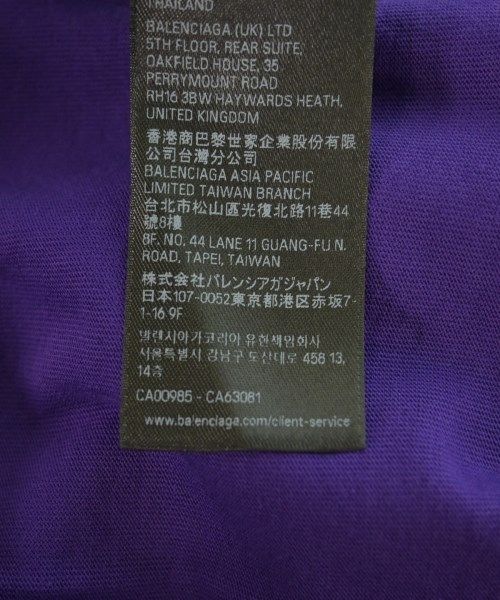 THAILAND
BALENCIAGA (UK) LTD
5TH FLOOR, REAR SUITE,
OAKFIELD HOUSE, 35
PERRYMOUNT ROAD
RH16 3BW HAYWARDS HEATH,
UNITED KINGDOM
香港商巴黎世家企業股份有限
公司台灣分公司
BALENCIAGA ASIA PACIFIC
LIMITED TAIWAN BRANCH
台北市松山區光復北路11巷44
號8樓
8F. NO. 44 LANE 11 GUANG-FU N.
ROAD, TAPEI, TAIWAN
株式会社バレンシアガジャパン
日本107-0052東京都港区赤坂7-
1-16 9F
발렌시아가코리아 유한책임회사
서울특별시 강남구 도산대로 458 13,
14층
CA00985 - CA63081
www.balenciaga.com/client-service